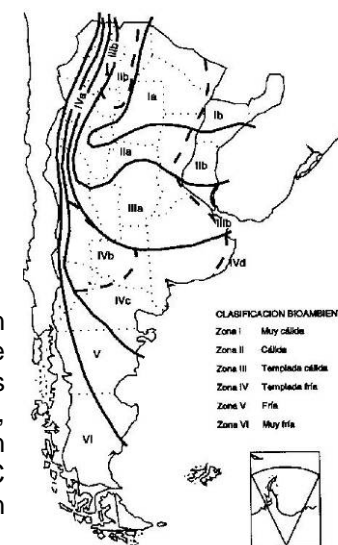 IIIb
IIb
IVa
Ia
Ib
IIa
IIb
IIIa
IIIb
IVb
IVd
IVc
V
VI
CLASIFICACION BIOAMBIEN
Zona I Muy cálida
Zona II Cálida
Zona III Templada cálida
Zona IV Templada fría
Zona V Fría
Zona VI Muy fría
n
e
s
,
n
C
n